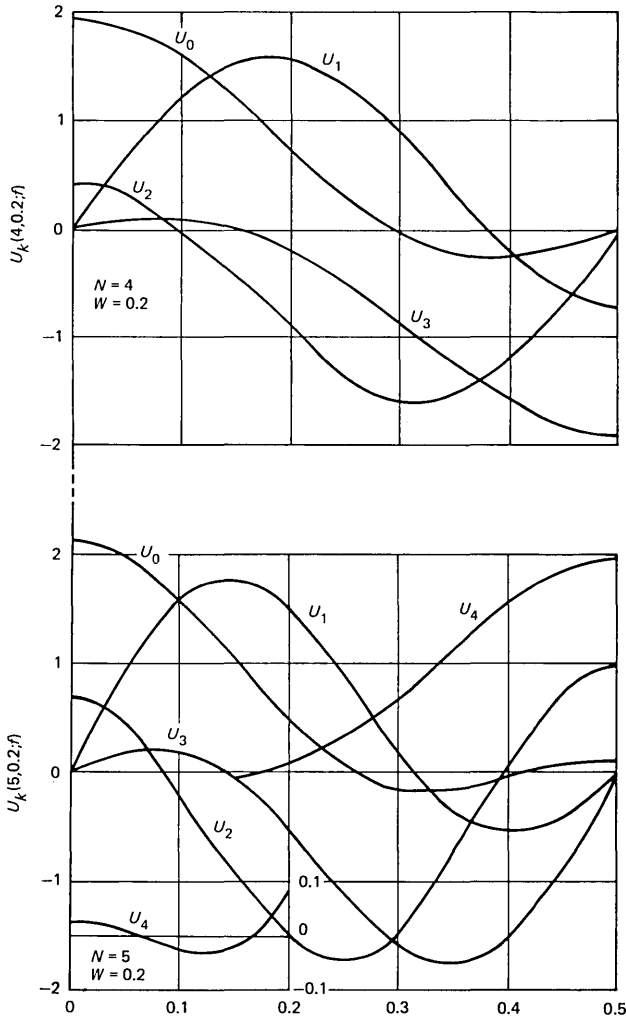 2
U₀
U₁
1
U₂
Uₖ(4,0.2;f)
0
N = 4
W = 0.2
U₃
−1
−2
2
U₀
U₁
U₄
1
U₃
Uₖ(5,0.2;f)
0
U₂
−1
0.1
U₄
0
N = 5
W = 0.2
−2
−0.1
0
0.1
0.2
0.3
0.4
0.5